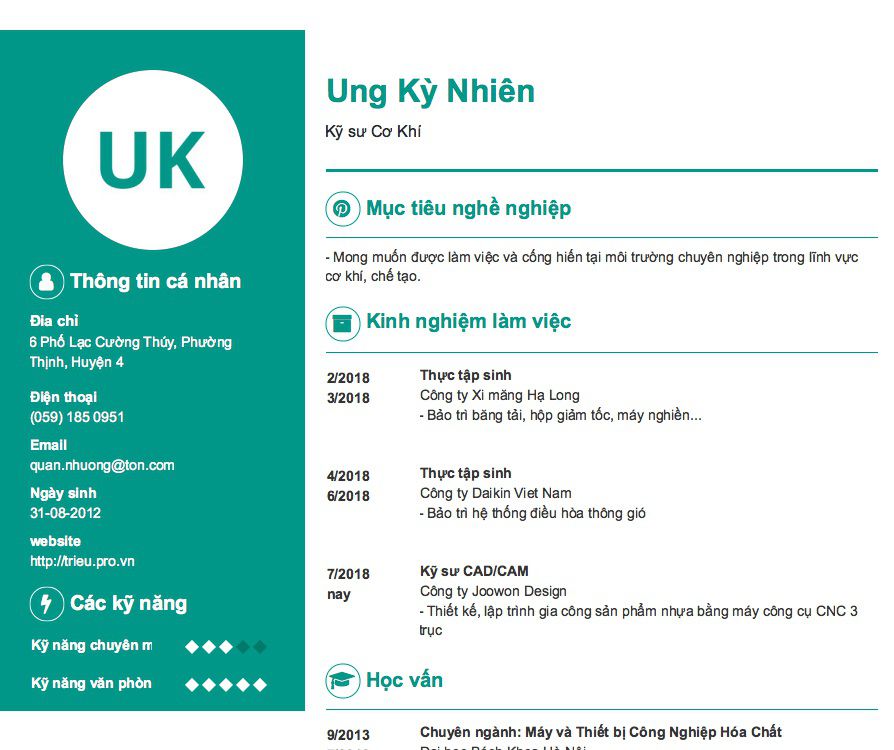 UK
Thông tin cá nhân
Địa chỉ
6 Phố Lạc Cường Thúy, Phường
Thịnh, Huyện 4
Điện thoại
(059) 185 0951
Email
quan.nhuong@ton.com
Ngày sinh
31-08-2012
website
http://trieu.pro.vn
Các kỹ năng
Kỹ năng chuyên m
Kỹ năng văn phòn
Ung Kỳ Nhiên
Kỹ sư Cơ Khí
Mục tiêu nghề nghiệp
- Mong muốn được làm việc và cống hiến tại môi trường chuyên nghiệp trong lĩnh vực
cơ khí, chế tạo.
Kinh nghiệm làm việc
2/2018 Thực tập sinh
3/2018 Công ty Xi măng Hạ Long
- Bảo trì băng tải, hộp giảm tốc, máy nghiền...
4/2018 Thực tập sinh
6/2018 Công ty Daikin Viet Nam
- Bảo trì hệ thống điều hòa thông gió
7/2018 Kỹ sư CAD/CAM
nay Công ty Joowon Design
- Thiết kế, lập trình gia công sản phẩm nhựa bằng máy công cụ CNC 3
trục
Học vấn
9/2013 Chuyên ngành: Máy và Thiết bị Công Nghiệp Hóa Chất